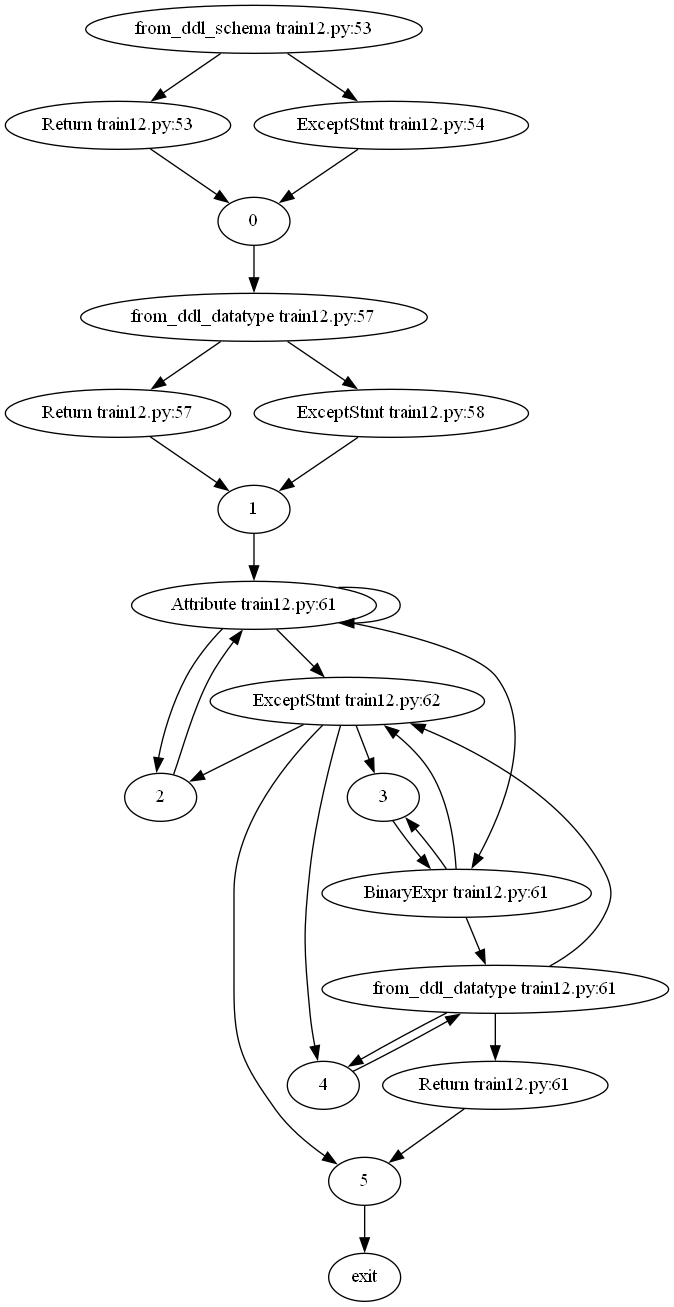 from_ddl_schema train12.py:53
Return train12.py:53
ExceptStmt train12.py:54
0
from_ddl_datatype train12.py:57
Return train12.py:57
ExceptStmt train12.py:58
1
Attribute train12.py:61
ExceptStmt train12.py:62
2
3
BinaryExpr train12.py:61
from_ddl_datatype train12.py:61
4
Return train12.py:61
5
exit